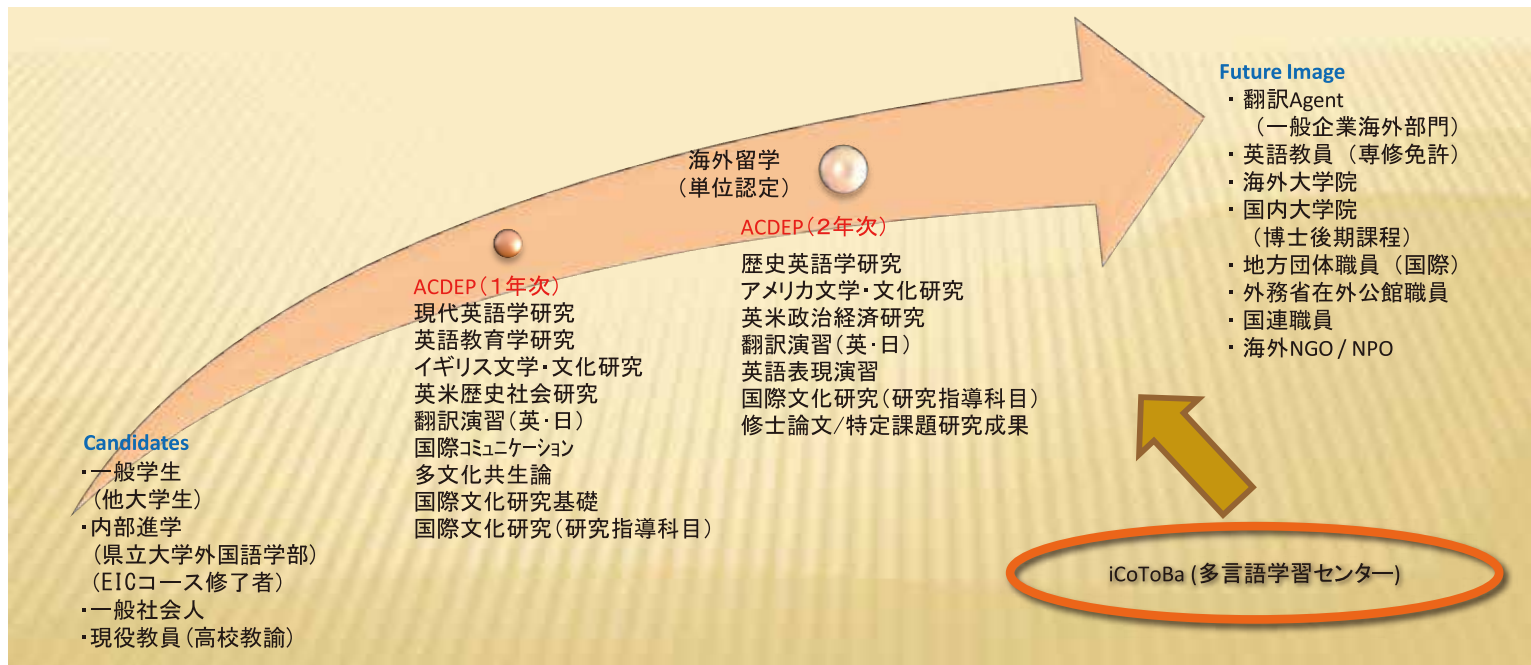 Candidates
・一般学生
(他大学生)
・内部進学
(県立大学外国語学部)
(EICコース修了者)
・一般社会人
・現役教員(高校教諭)
ACDEP(１年次)
現代英語学研究
英語教育学研究
イギリス文学・文化研究
英米歴史社会研究
翻訳演習(英・日)
国際ｺﾐｭﾆｹｰｼｮﾝ
多文化共生論
国際文化研究基礎
国際文化研究(研究指導科目)
海外留学
(単位認定)
ACDEP(２年次)
歴史英語学研究
アメリカ文学・文化研究
英米政治経済研究
翻訳演習(英・日)
英語表現演習
国際文化研究(研究指導科目)
修士論文/特定課題研究成果
Future Image
・翻訳Agent
（一般企業海外部門）
・英語教員（専修免許）
・海外大学院
・国内大学院
（博士後期課程）
・地方団体職員（国際）
・外務省在外公館職員
・国連職員
・海外NGO / NPO
iCoToBa (多言語学習センター)